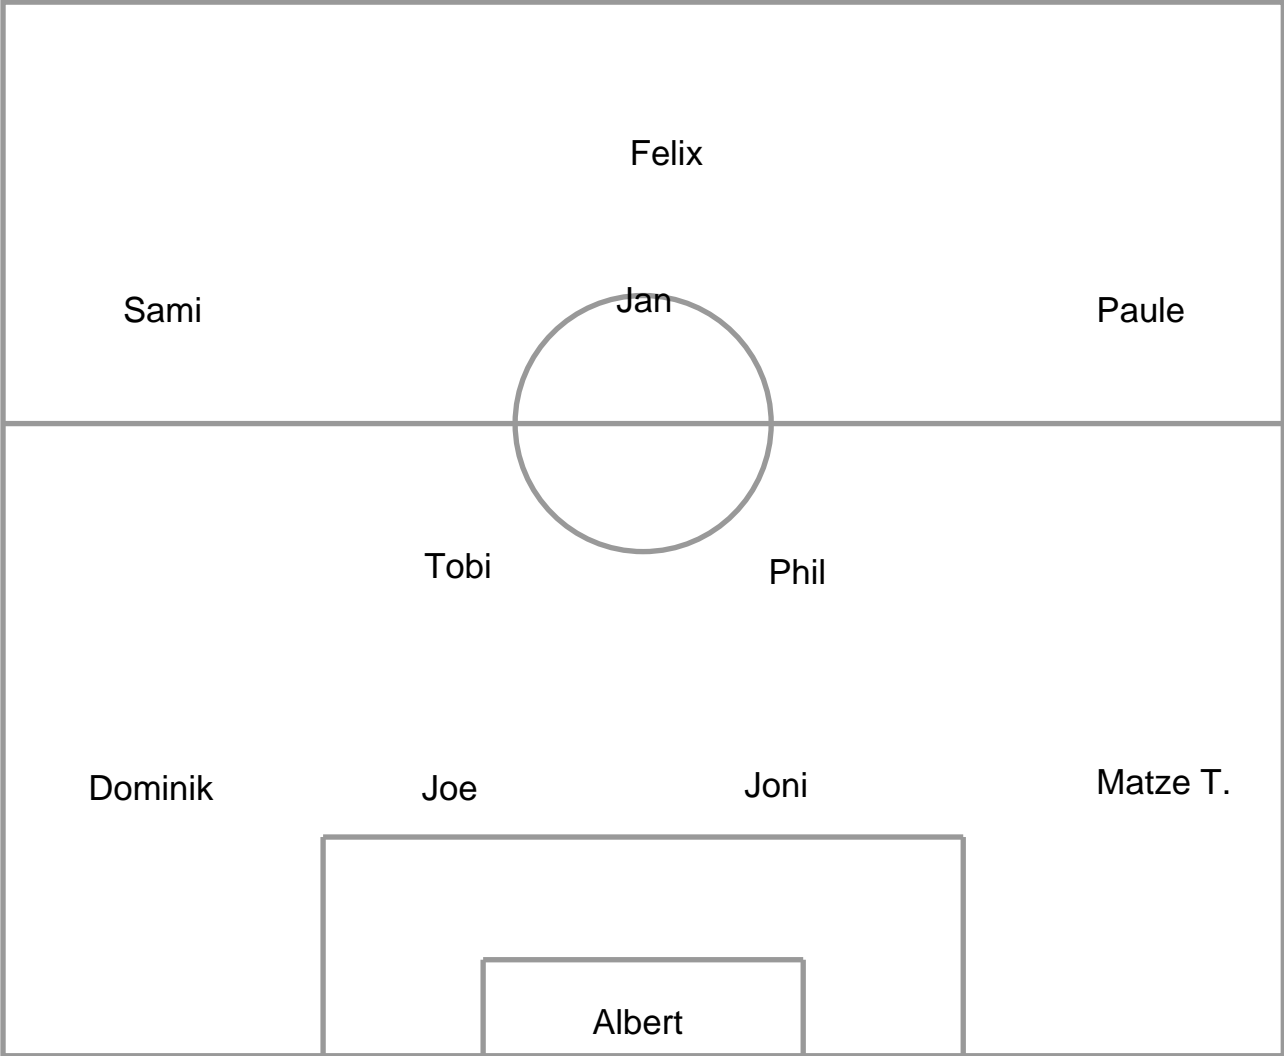 Felix
Sami Jan Paule
Tobi Phil
Dominik Joe Joni Matze T.
Albert